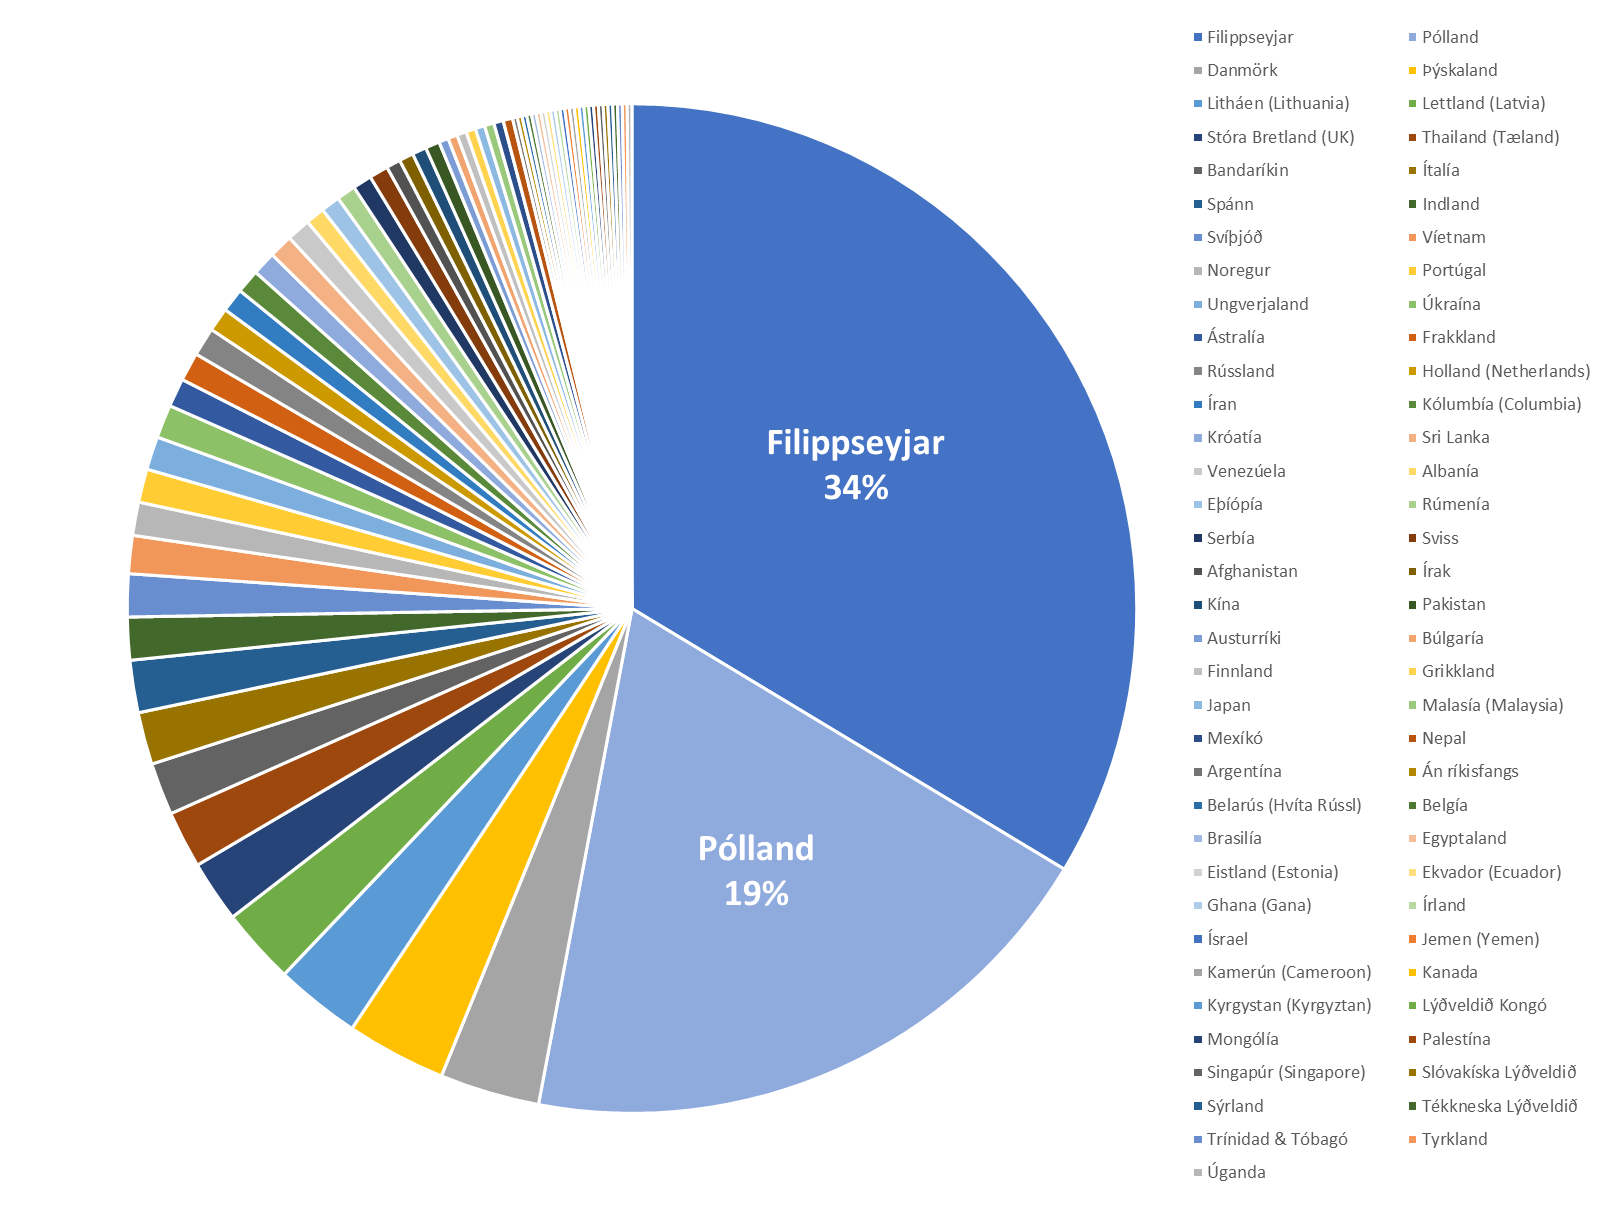 Filippseyjar
34%
Pólland
19%
Filippseyjar
Pólland
Danmörk
Þýskaland
Litháen (Lithuania)
Lettland (Latvia)
Stóra Bretland (UK)
Thailand (Tæland)
Bandaríkin
Ítalía
Spánn
Indland
Svíþjóð
Víetnam
Noregur
Portúgal
Ungverjaland
Úkraína
Ástralía
Frakkland
Rússland
Holland (Netherlands)
Íran
Kólumbía (Columbia)
Króatía
Sri Lanka
Venezúela
Albanía
Eþíópía
Rúmenía
Serbía
Sviss
Afghanistan
Írak
Kína
Pakistan
Austurríki
Búlgaría
Finnland
Grikkland
Japan
Malasía (Malaysia)
Mexíkó
Nepal
Argentína
Án ríkisfangs
Belarús (Hvíta Rússl)
Belgía
Brasilía
Egyptaland
Eistland (Estonia)
Ekvador (Ecuador)
Ghana (Gana)
Írland
Ísrael
Jemen (Yemen)
Kamerún (Cameroon)
Kanada
Kyrgystan (Kyrgyztan)
Lýðveldið Kongó
Mongólía
Palestína
Singapúr (Singapore)
Slóvakíska Lýðveldið
Sýrland
Tékkneska Lýðveldið
Trínidad & Tóbagó
Tyrkland
Úganda